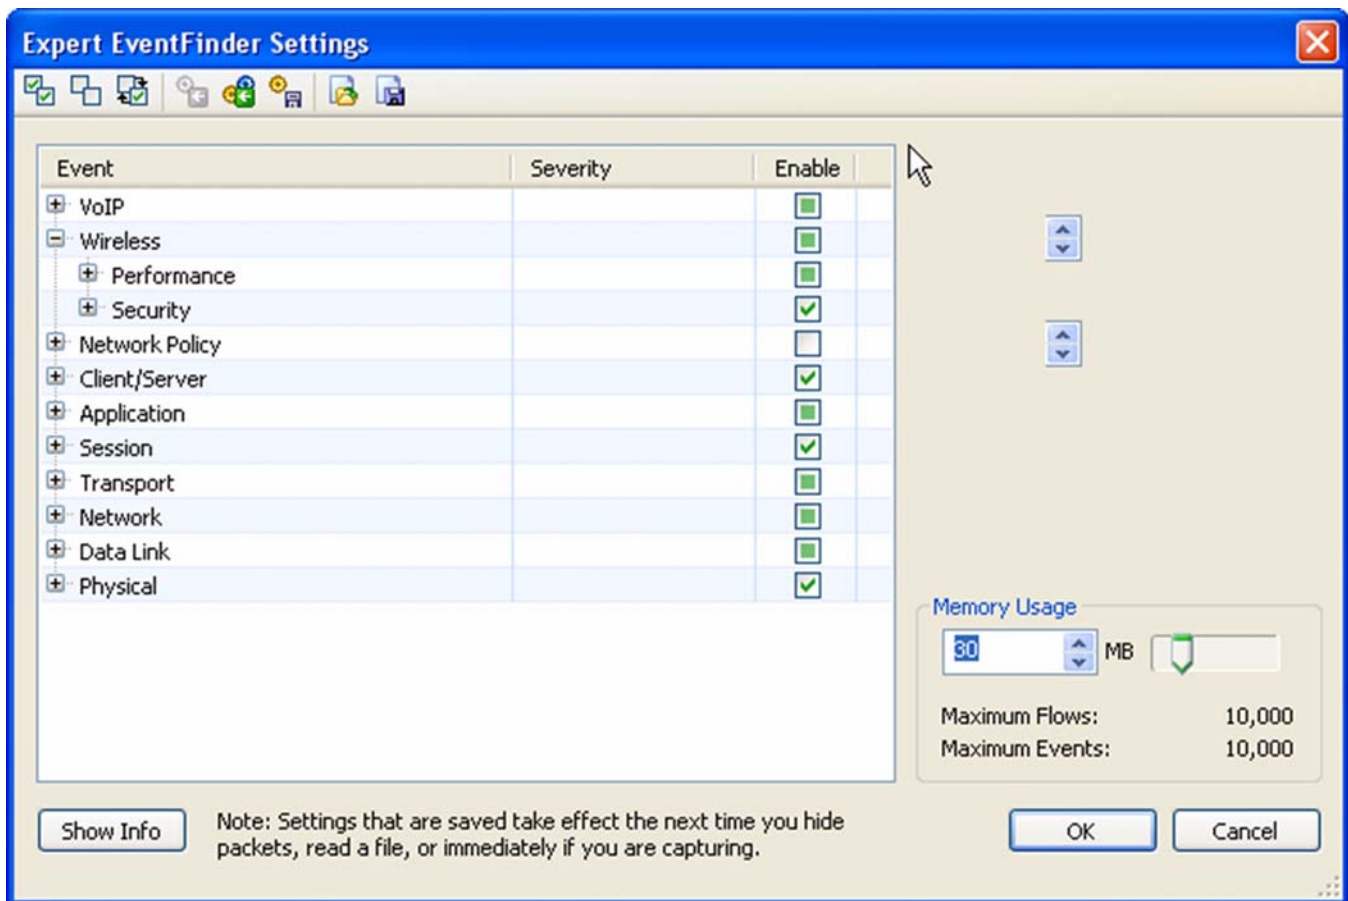 Expert EventFinder Settings
Event Severity Enable
VoIP
Wireless
Performance
Security
Network Policy
Client/Server
Application
Session
Transport
Network
Data Link
Physical
Memory Usage
30 MB
Maximum Flows: 10,000
Maximum Events: 10,000
Show Info
Note: Settings that are saved take effect the next time you hide
packets, read a file, or immediately if you are capturing.
OK
Cancel